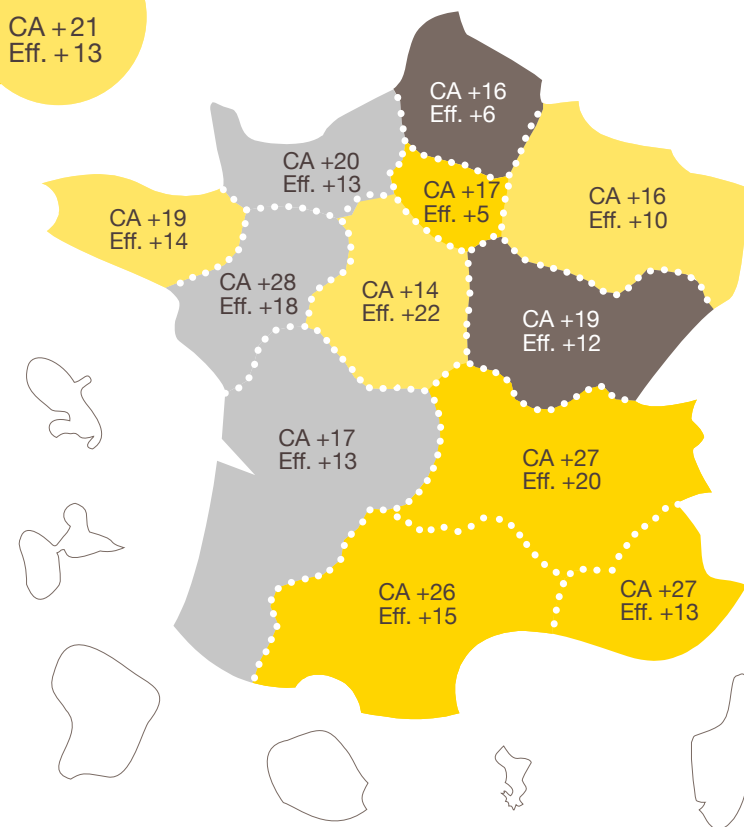 CA +21
Eff. +13
CA +16
Eff. +6
CA +20
Eff. +13
CA +17
Eff. +5
CA +16
Eff. +10
CA +19
Eff. +14
CA +28
Eff. +18
CA +14
Eff. +22
CA +19
Eff. +12
CA +17
Eff. +13
CA +27
Eff. +20
CA +26
Eff. +15
CA +27
Eff. +13